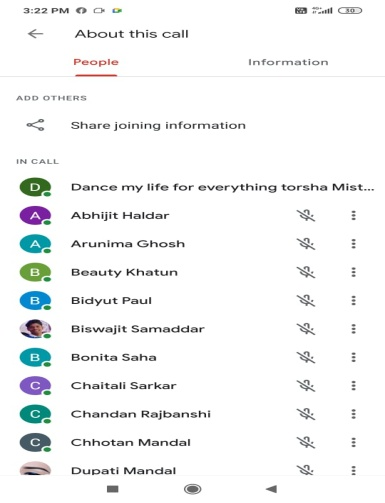 3:22 PM
4G+
30
About this call
People
Information
ADD OTHERS
Share joining information
IN CALL
D Dance my life for everything torsha Mist...
A Abhijit Haldar
A Arunima Ghosh
B Beauty Khatun
B Bidyut Paul
Biswajit Samaddar
B Bonita Saha
C Chaitali Sarkar
C Chandan Rajbanshi
C Chhotan Mandal
Dupati Mandal